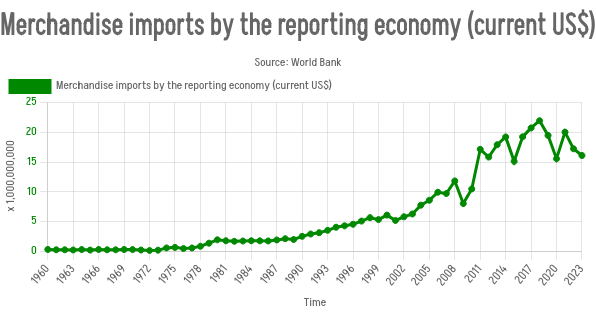 Merchandise imports by the reporting economy (current US$)
Source: World Bank
Merchandise imports by the reporting economy (current US$)
x 1,000,000,000
25
20
15
10
5
0
1960 1963 1966 1969 1972 1975 1978 1981 1984 1987 1990 1993 1996 1999 2002 2005 2008 2011 2014 2017 2020 2023
Time